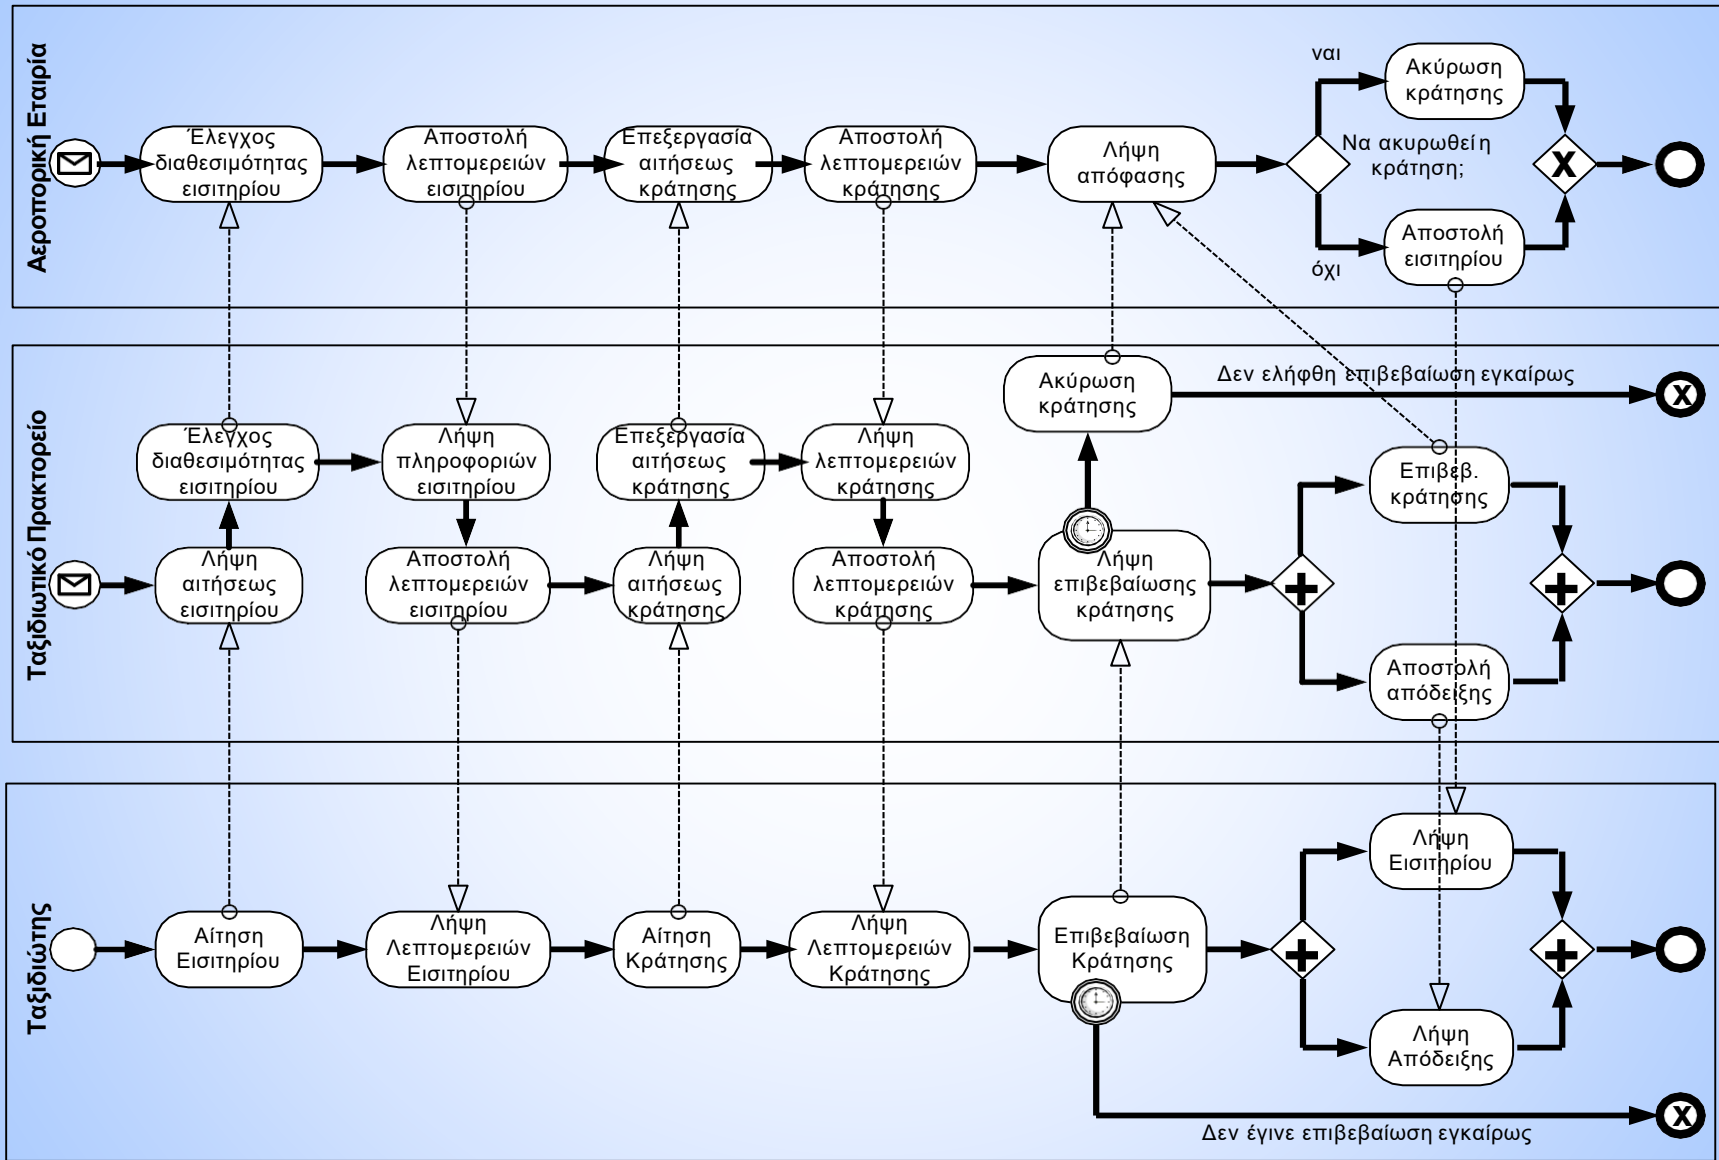 Αεροπορική Εταιρία
Έλεγχος
διαθεσιμότητας
εισιτηρίου
Αποστολή
λεπτομερειών
εισιτηρίου
Επεξεργασία
αιτήσεως
κράτησης
Αποστολή
λεπτομερειών
κράτησης
Λήψη
απόφασης
ναι
Να ακυρωθεί η
κράτηση;
όχι
Ακύρωση
κράτησης
Αποστολή
εισιτηρίου
X
Ταξιδιωτικό Πρακτορείο
Έλεγχος
διαθεσιμότητας
εισιτηρίου
Λήψη
αιτήσεως
εισιτηρίου
Λήψη
πληροφοριών
εισιτηρίου
Αποστολή
λεπτομερειών
εισιτηρίου
Επεξεργασία
αιτήσεως
κράτησης
Λήψη
αιτήσεως
κράτησης
Λήψη
λεπτομερειών
κράτησης
Αποστολή
λεπτομερειών
κράτησης
Ακύρωση
κράτησης
Δεν ελήφθη επιβεβαίωση εγκαίρως
X
Λήψη
επιβεβαίωσης
κράτησης
Επιβεβ.
κράτησης
Αποστολή
απόδειξης
Ταξιδιώτης
Αίτηση
Εισιτηρίου
Λήψη
Λεπτομερειών
Εισιτηρίου
Αίτηση
Κράτησης
Λήψη
Λεπτομερειών
Κράτησης
Επιβεβαίωση
Κράτησης
Λήψη
Εισιτηρίου
Λήψη
Απόδειξης
Δεν έγινε επιβεβαίωση εγκαίρως
X